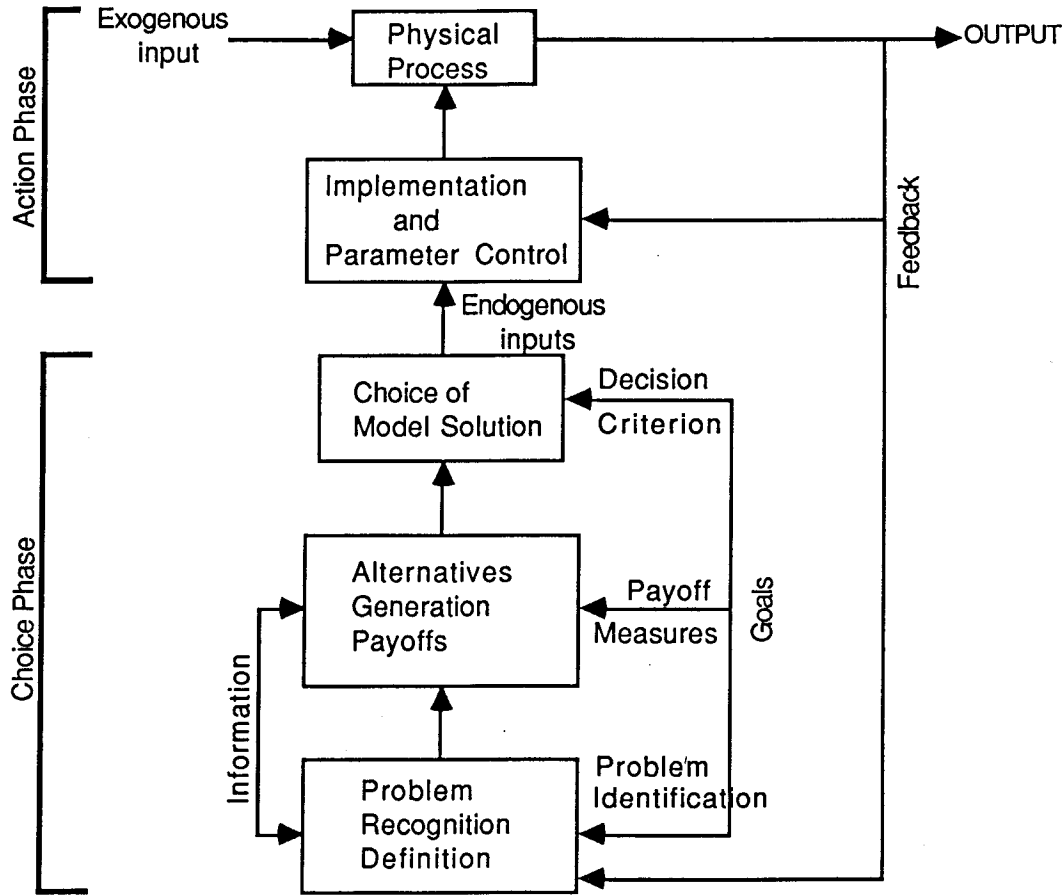 Exogenous
input
Physical
Process
OUTPUT
Action Phase
Implementation
and
Parameter Control
Feedback
Endogenous
inputs
Choice of
Model Solution
Decision
Criterion
Choice Phase
Alternatives
Generation
Payoffs
Payoff
Measures
Goals
Information
Problem
Recognition
Definition
Problem
Identification